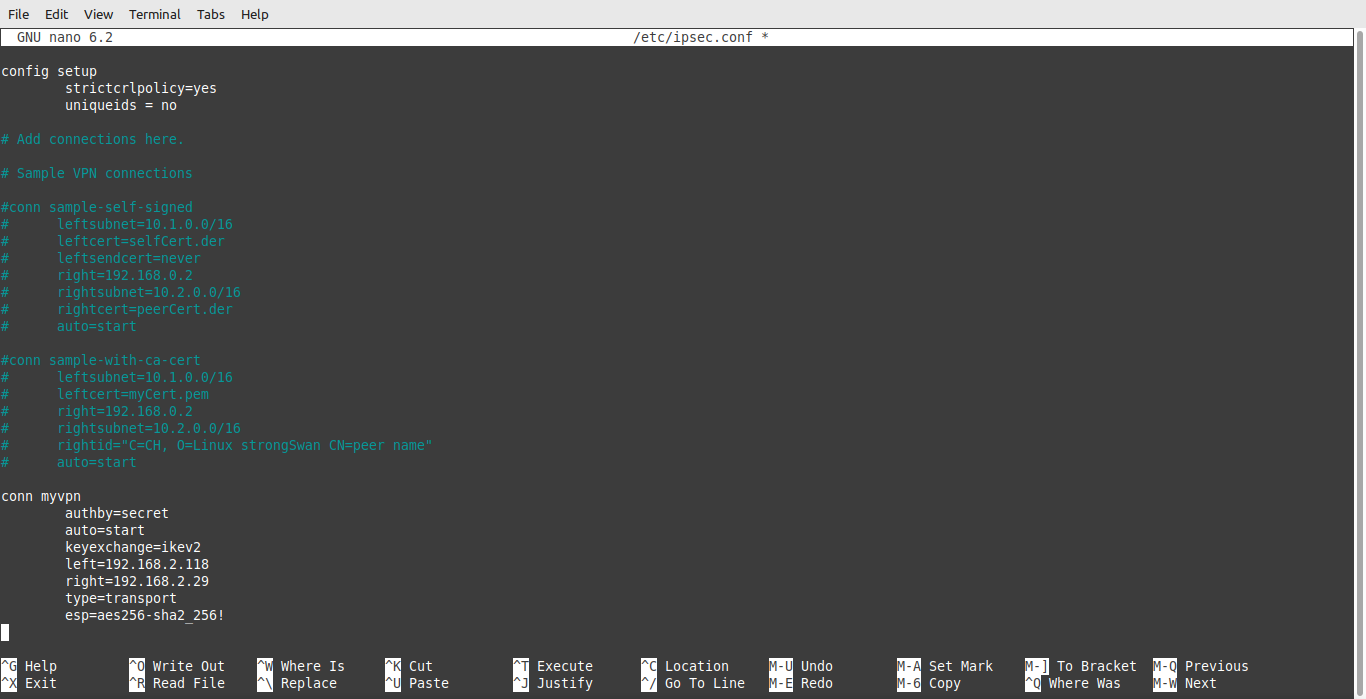 File Edit View Terminal Tabs Help
GNU nano 6.2 /etc/ipsec.conf *
config setup
strictcrlpolicy=yes
uniqueids = no
# Add connections here.
# Sample VPN connections
#conn sample-self-signed
# leftsubnet=10.1.0.0/16
# leftcert=selfCert.der
# leftsendcert=never
# right=192.168.0.2
# rightsubnet=10.2.0.0/16
# rightcert=peerCert.der
# auto=start
#conn sample-with-ca-cert
# leftsubnet=10.1.0.0/16
# leftcert=myCert.pem
# right=192.168.0.2
# rightsubnet=10.2.0.0/16
# rightid="C=CH, O=Linux strongSwan CN=peer name"
# auto=start
conn myvpn
authby=secret
auto=start
keyexchange=ikev2
left=192.168.2.118
right=192.168.2.29
type=transport
esp=aes256-sha2_256!
^G Help ^O Write Out ^W Where Is ^K Cut ^T Execute ^C Location M-U Undo M-A Set Mark M-] To Bracket M-Q Previous
^X Exit ^R Read File ^\ Replace ^U Paste ^J Justify ^/ Go To Line M-E Redo M-6 Copy ^Q Where Was M-W Next